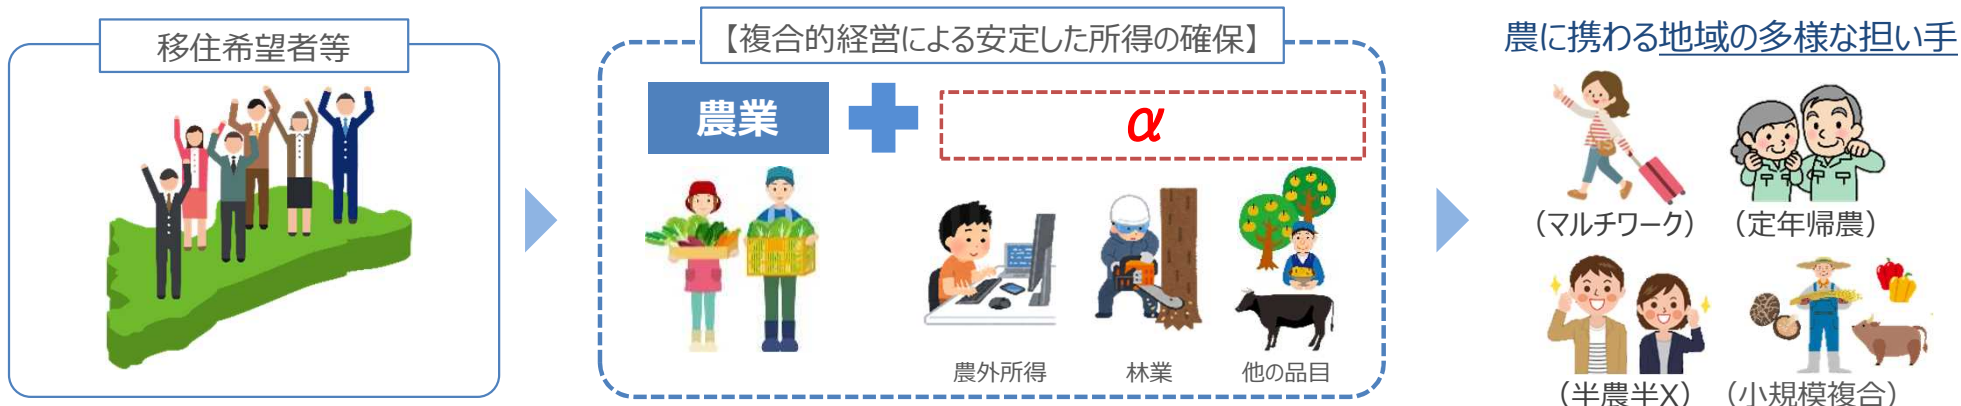 移住希望者等
【複合的経営による安定した所得の確保】
農業
α
農外所得
林業
他の品目
農に携わる地域の多様な担い手
（マルチワーク）
（定年帰農）
（半農半X）
（小規模複合）